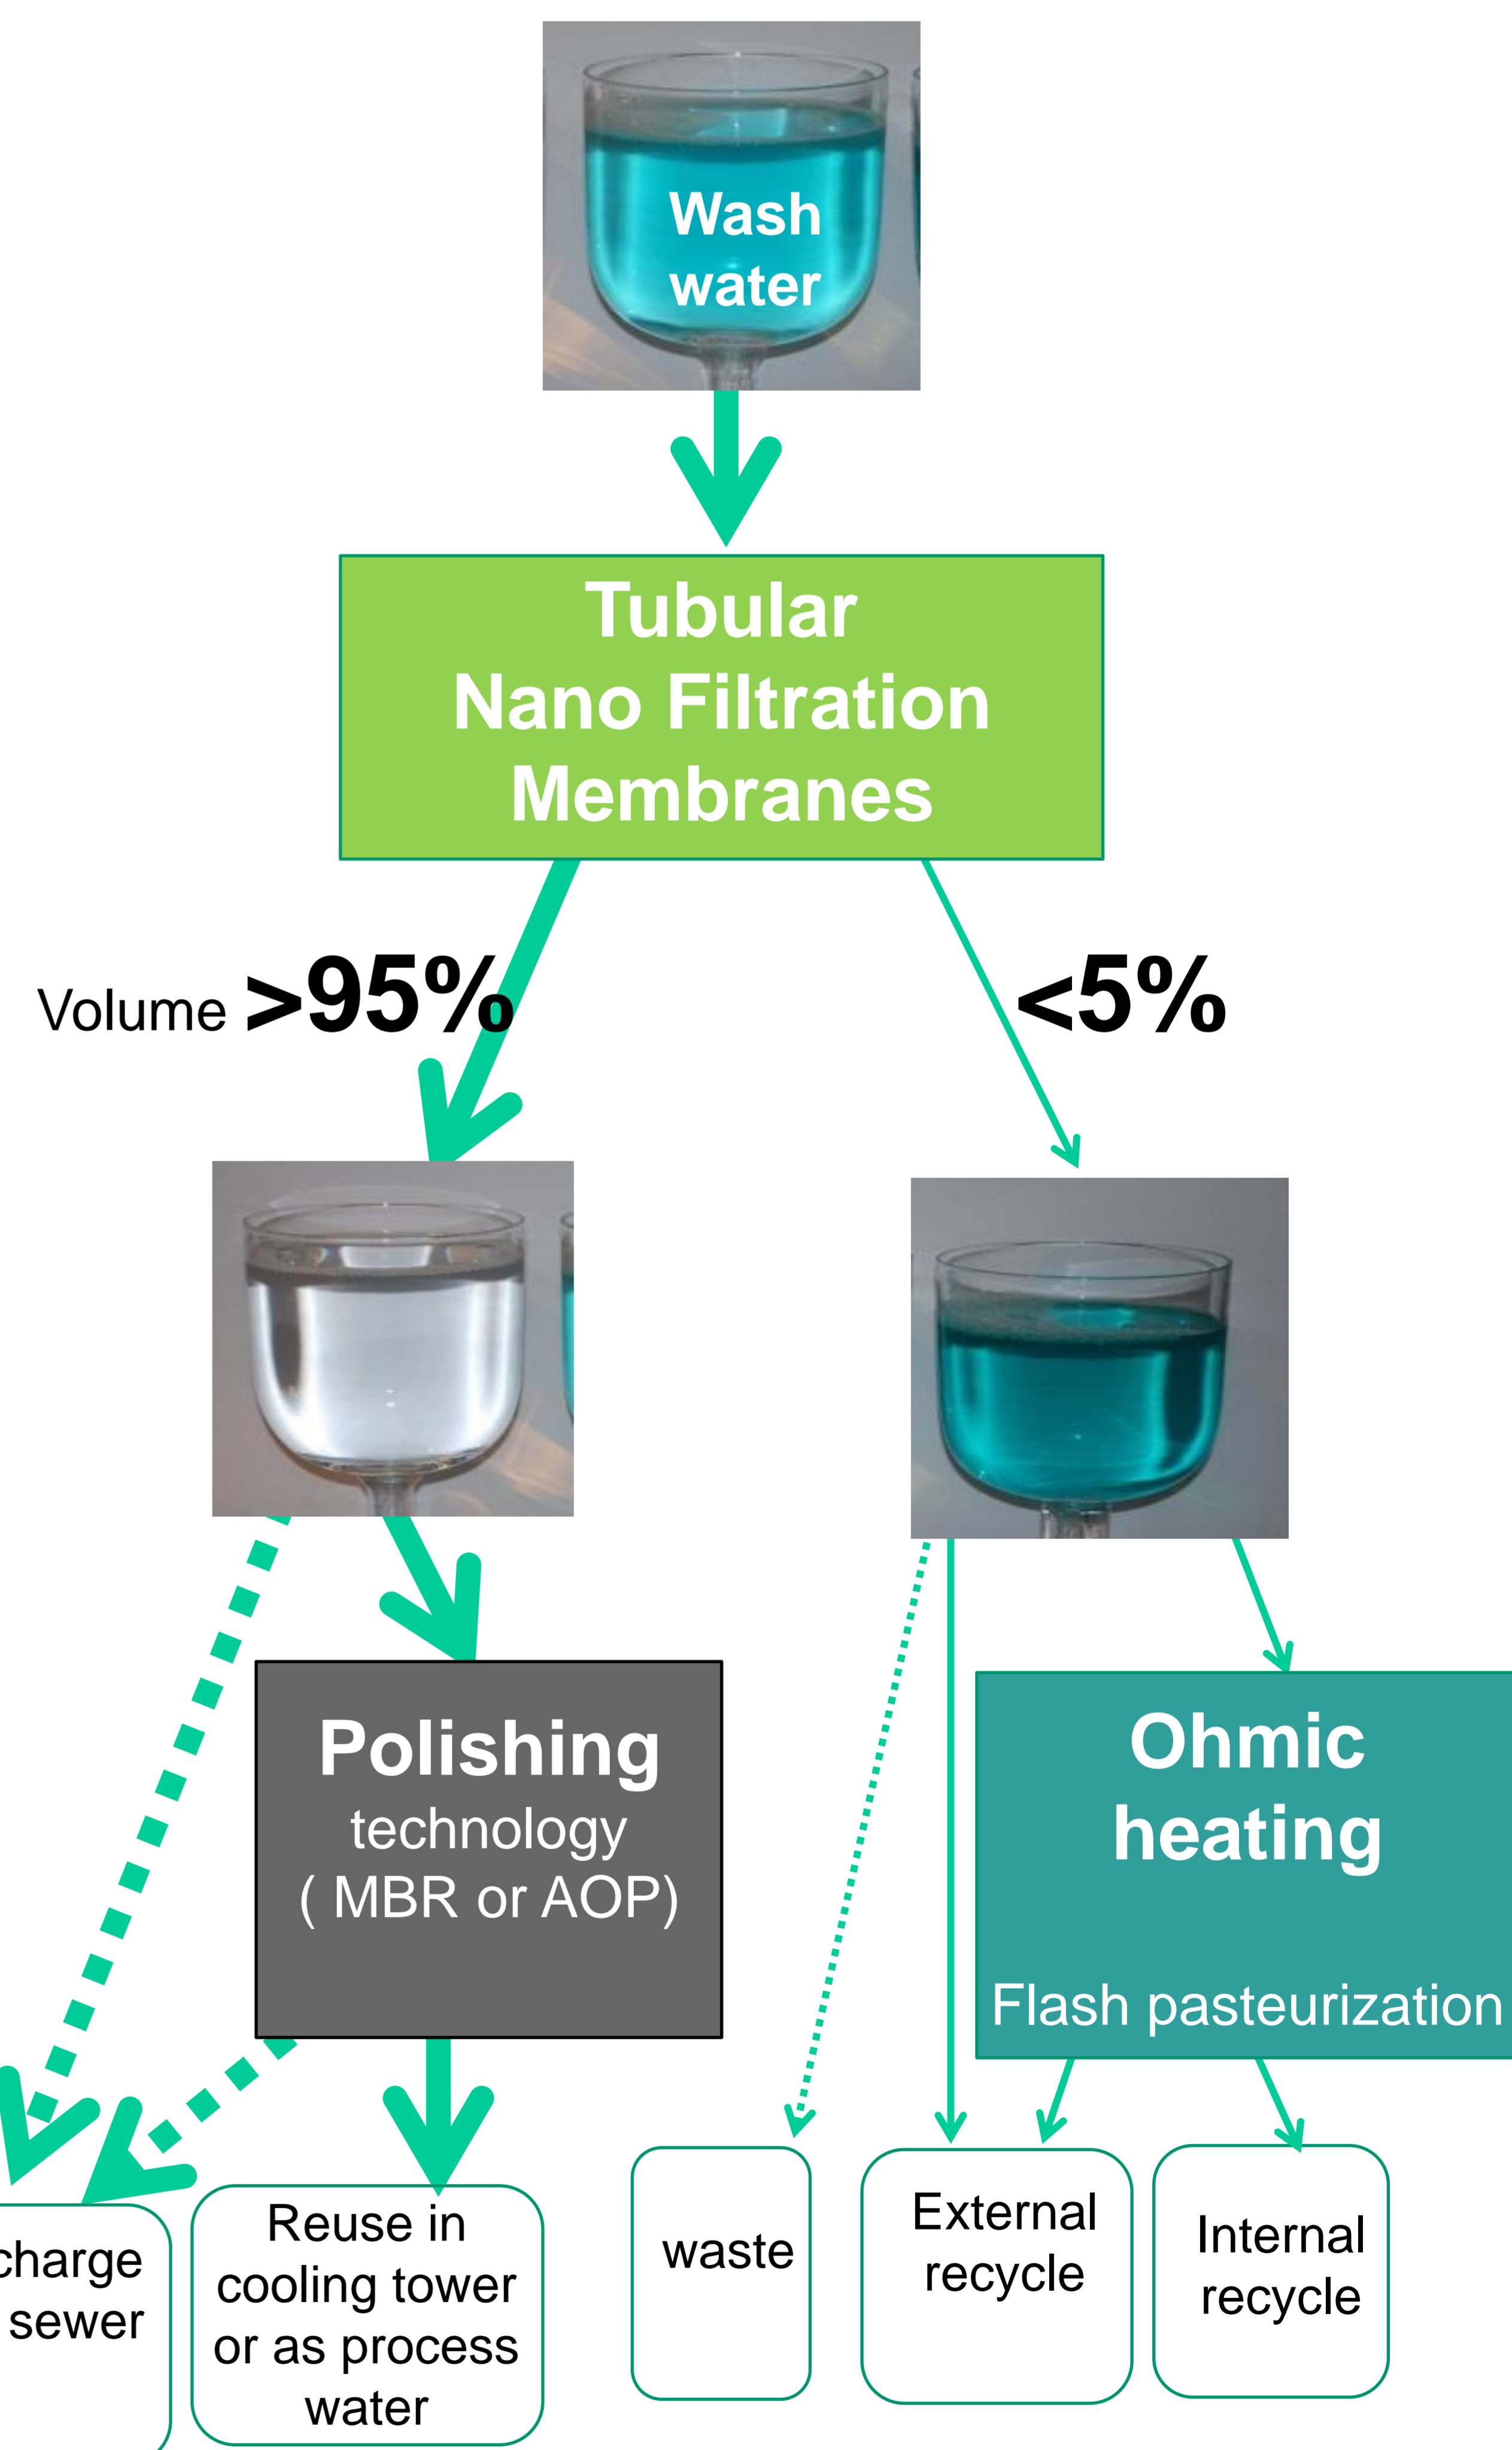 Wash
water
Tubular
Nano Filtration
Membranes
Volume >95%
<5%
Polishing
technology
( MBR or AOP)
Ohmic
heating
Flash pasteurization
charge
sewer
Reuse in
cooling tower
or as process
water
waste
External
recycle
Internal
recycle